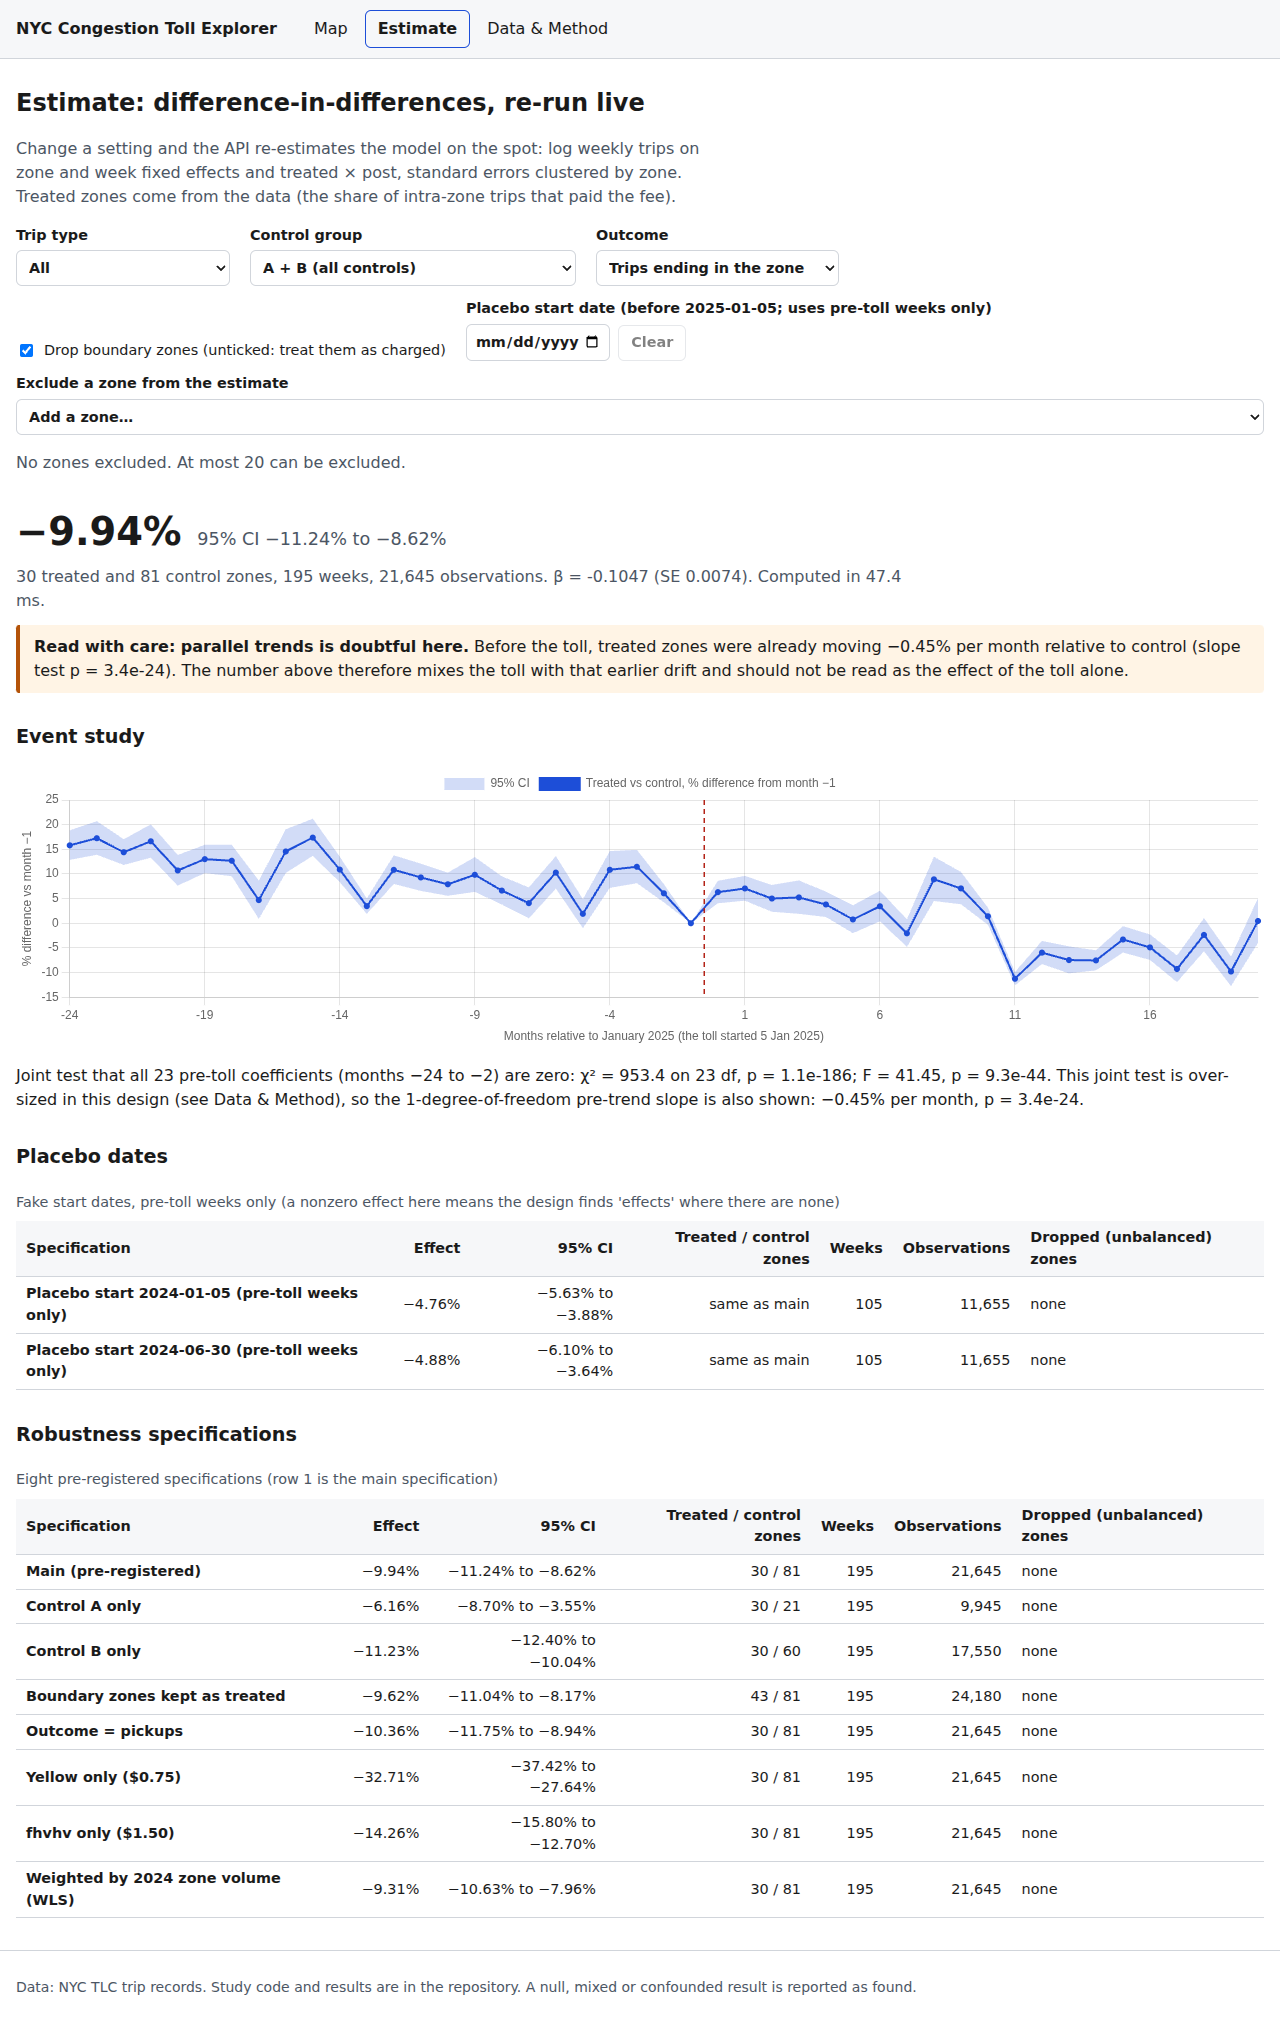 NYC Congestion Toll Explorer Map Estimate Data & Method
Estimate: difference-in-differences, re-run live
Change a setting and the API re-estimates the model on the spot: log weekly trips on
zone and week fixed effects and treated × post, standard errors clustered by zone.
Treated zones come from the data (the share of intra-zone trips that paid the fee).
Trip type Control group Outcome
All A + B (all controls) Trips ending in the zone
Placebo start date (before 2025-01-05; uses pre-toll weeks only)
Drop boundary zones (unticked: treat them as charged) mm/dd/yyyy Clear
Exclude a zone from the estimate
Add a zone…
No zones excluded. At most 20 can be excluded.
−9.94% 95% CI −11.24% to −8.62%
30 treated and 81 control zones, 195 weeks, 21,645 observations. β = -0.1047 (SE 0.0074). Computed in 47.4
ms.
Read with care: parallel trends is doubtful here. Before the toll, treated zones were already moving −0.45% per month relative to control (slope
test p = 3.4e-24). The number above therefore mixes the toll with that earlier drift and should not be read as the effect of the toll alone.
Event study
95% CI Treated vs control, % difference from month −1
% difference vs month −1
25
20
15
10
5
0
-5
-10
-15
-24 -19 -14 -9 -4 1 6 11 16
Months relative to January 2025 (the toll started 5 Jan 2025)
Joint test that all 23 pre-toll coefficients (months −24 to −2) are zero: χ² = 953.4 on 23 df, p = 1.1e-186; F = 41.45, p = 9.3e-44. This joint test is over-
sized in this design (see Data & Method), so the 1-degree-of-freedom pre-trend slope is also shown: −0.45% per month, p = 3.4e-24.
Placebo dates
Fake start dates, pre-toll weeks only (a nonzero effect here means the design finds 'effects' where there are none)
Specification Effect 95% CI Treated / control zones Weeks Observations Dropped (unbalanced) zones
Placebo start 2024-01-05 (pre-toll weeks only) −4.76% −5.63% to −3.88% same as main 105 11,655 none
Placebo start 2024-06-30 (pre-toll weeks only) −4.88% −6.10% to −3.64% same as main 105 11,655 none
Robustness specifications
Eight pre-registered specifications (row 1 is the main specification)
Specification Effect 95% CI Treated / control zones Weeks Observations Dropped (unbalanced) zones
Main (pre-registered) −9.94% −11.24% to −8.62% 30 / 81 195 21,645 none
Control A only −6.16% −8.70% to −3.55% 30 / 21 195 9,945 none
Control B only −11.23% −12.40% to −10.04% 30 / 60 195 17,550 none
Boundary zones kept as treated −9.62% −11.04% to −8.17% 43 / 81 195 24,180 none
Outcome = pickups −10.36% −11.75% to −8.94% 30 / 81 195 21,645 none
Yellow only ($0.75) −32.71% −37.42% to −27.64% 30 / 81 195 21,645 none
fhvhv only ($1.50) −14.26% −15.80% to −12.70% 30 / 81 195 21,645 none
Weighted by 2024 zone volume (WLS) −9.31% −10.63% to −7.96% 30 / 81 195 21,645 none
Data: NYC TLC trip records. Study code and results are in the repository. A null, mixed or confounded result is reported as found.